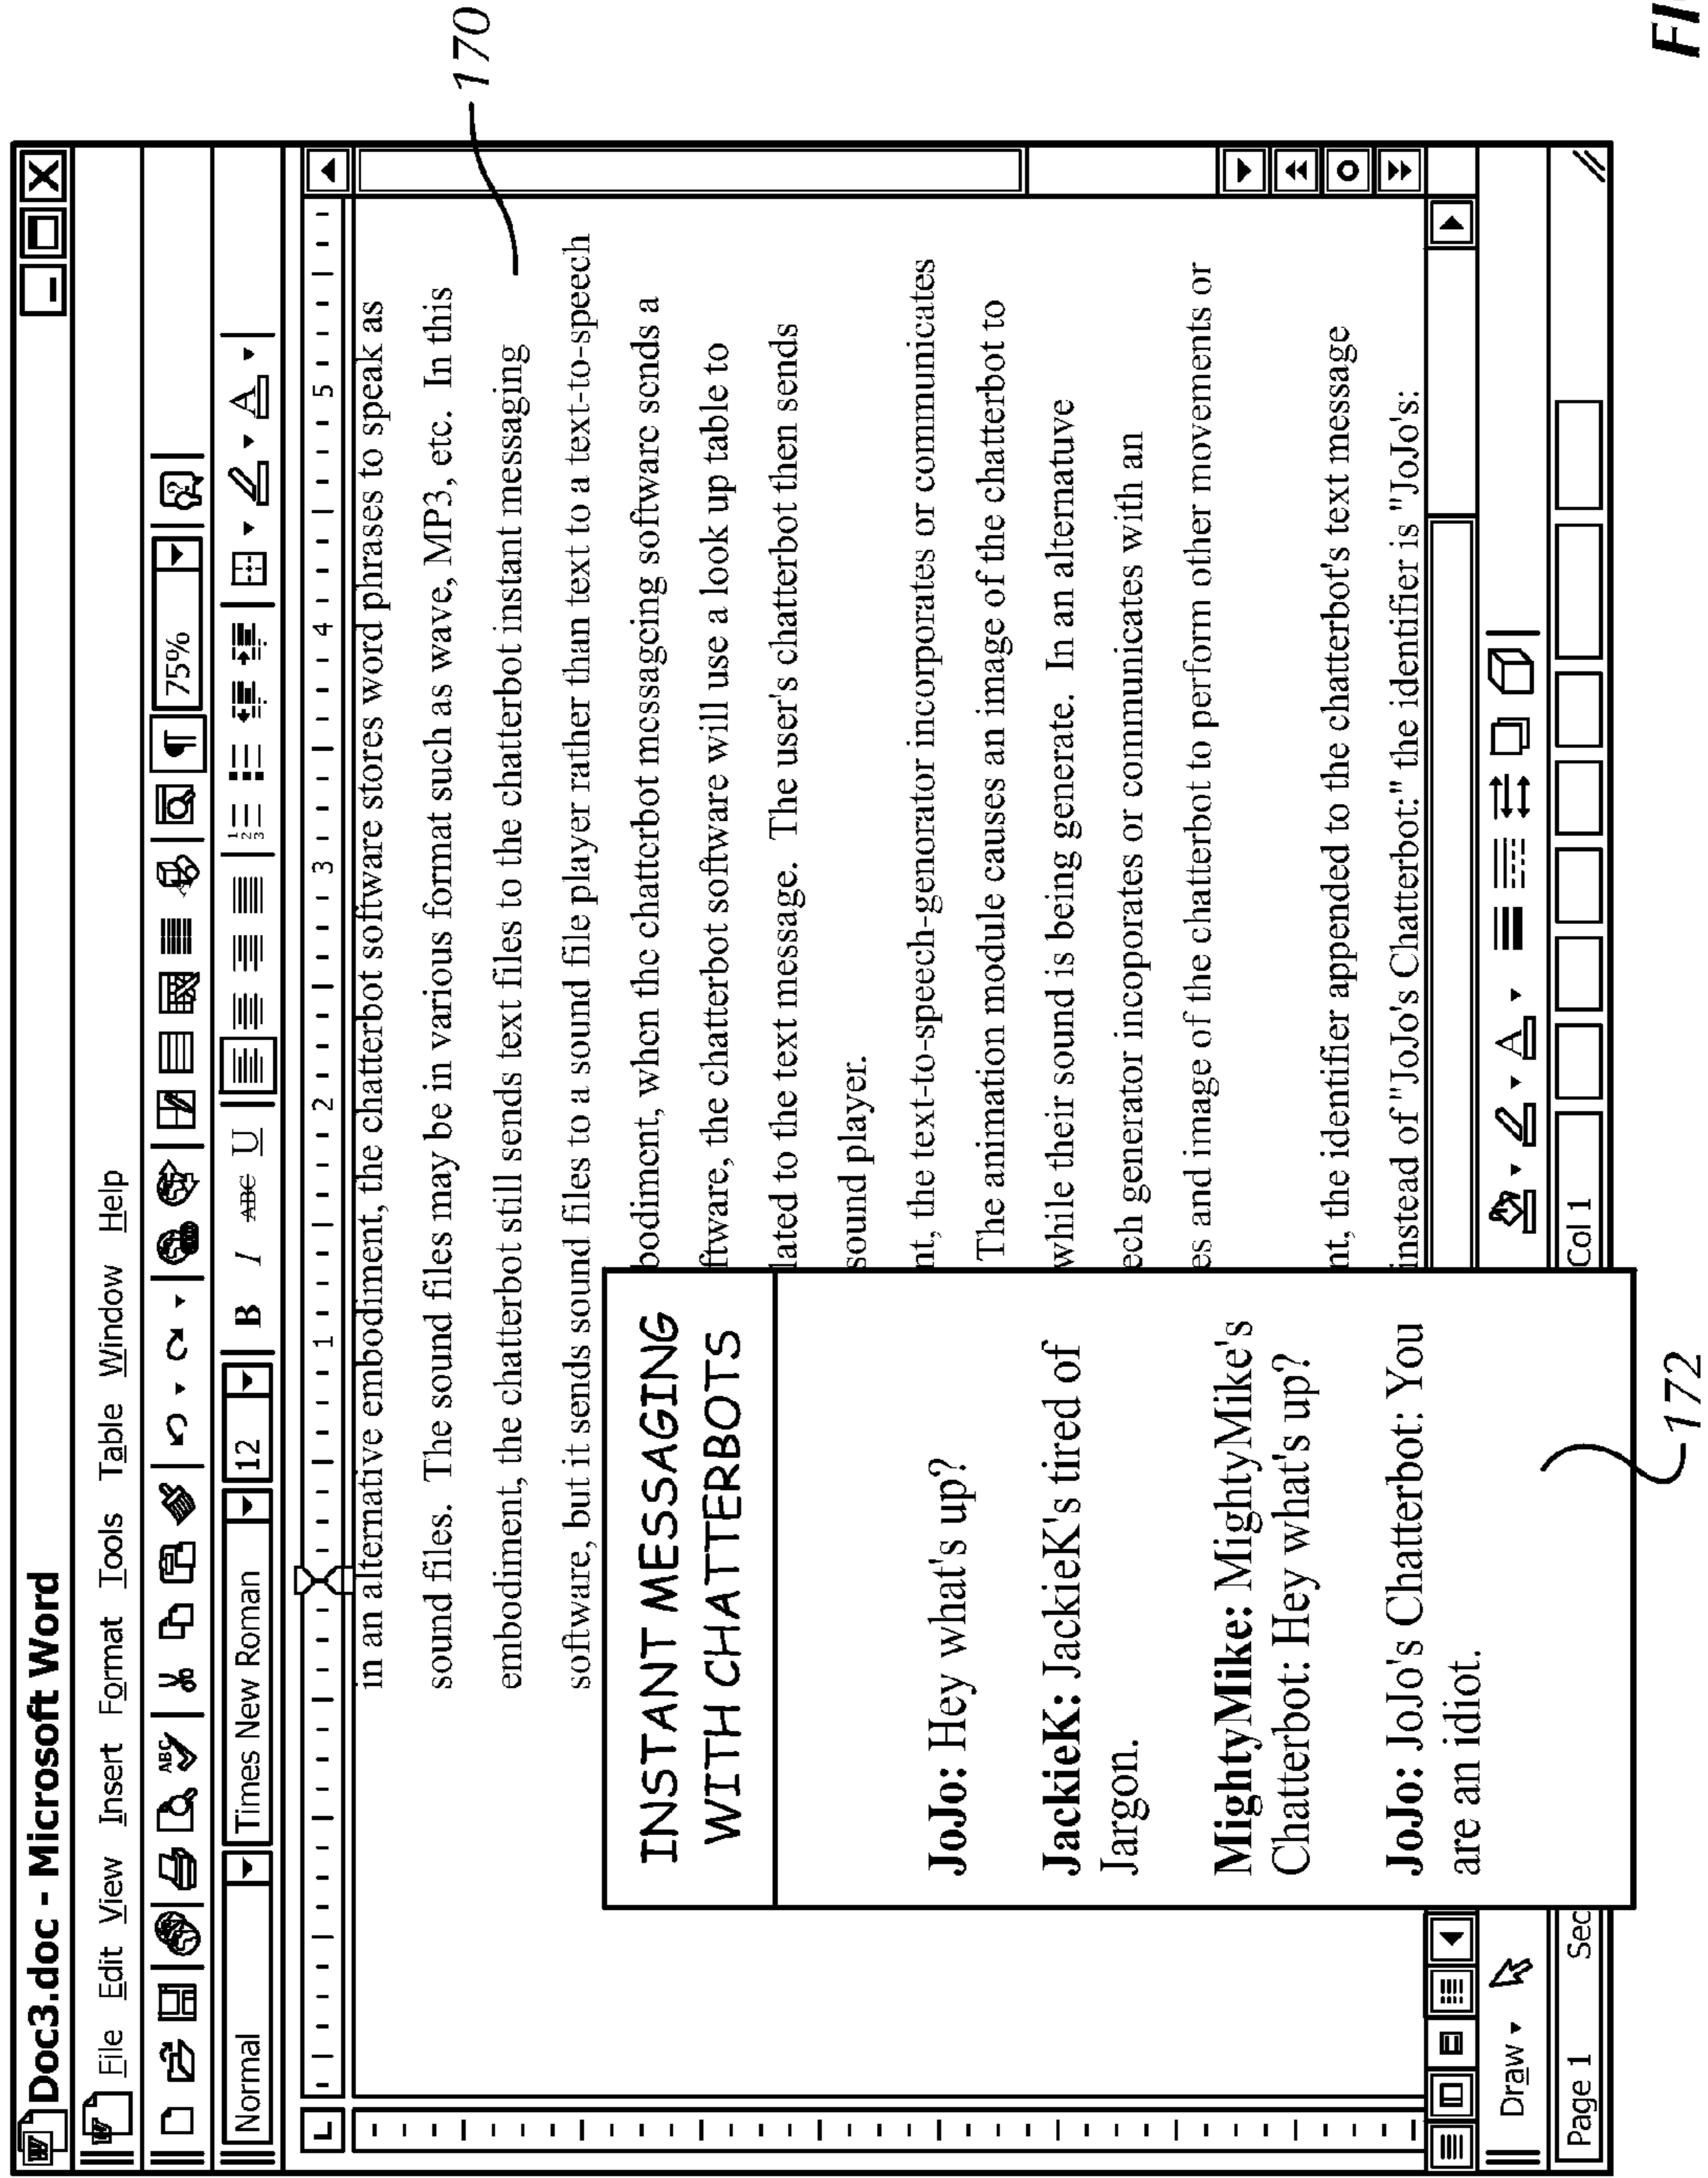 Doc3.doc - Microsoft Word
File Edit View Insert Format Tools Table Window Help
75%
Normal Times New Roman 12 B I ABC U
1 2 3 4 5
in an alternative embodiment, the chatterbot software stores word phrases to speak as
sound files. The sound files may be in various format such as wave, MP3, etc. In this
170
embodiment, the chatterbot still sends text files to the chatterbot instant messaging
software, but it sends sound files to a sound file player rather than text to a text-to-speech
bodiment, when the chatterbot messageing software sends a
ftware, the chatterbot software will use a look up table to
lated to the text message. The user's chatterbot then sends
sound player.
nt, the text-to-speech-genorator incorporates or communicates
The animation module causes an image of the chatterbot to
while their sound is being generate. In an alternatuve
ech generator incoporates or communicates with an
es and image of the chatterbot to perform other movements or
nt, the identifier appended to the chatterbot's text message
instead of "JoJo's Chatterbot:" the identifier is "JoJo's:
INSTANT MESSAGING
WITH CHATTERBOTS
JoJo: Hey what's up?
JackieK: JackieK's tired of
Jargon.
MightyMike: MightyMike's
Chatterbot: Hey what's up?
JoJo: JoJo's Chatterbot: You
are an idiot.
172
Draw
Page 1 Sec Col 1